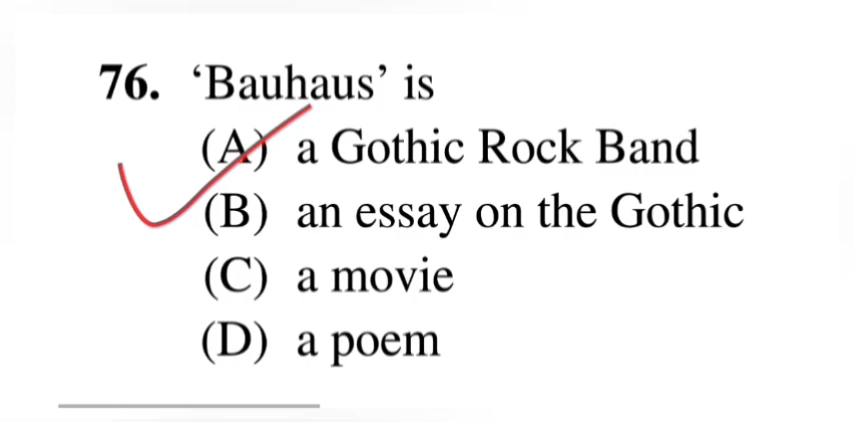 76. ‘Bauhaus’ is
(A) a Gothic Rock Band
(B) an essay on the Gothic
(C) a movie
(D) a poem